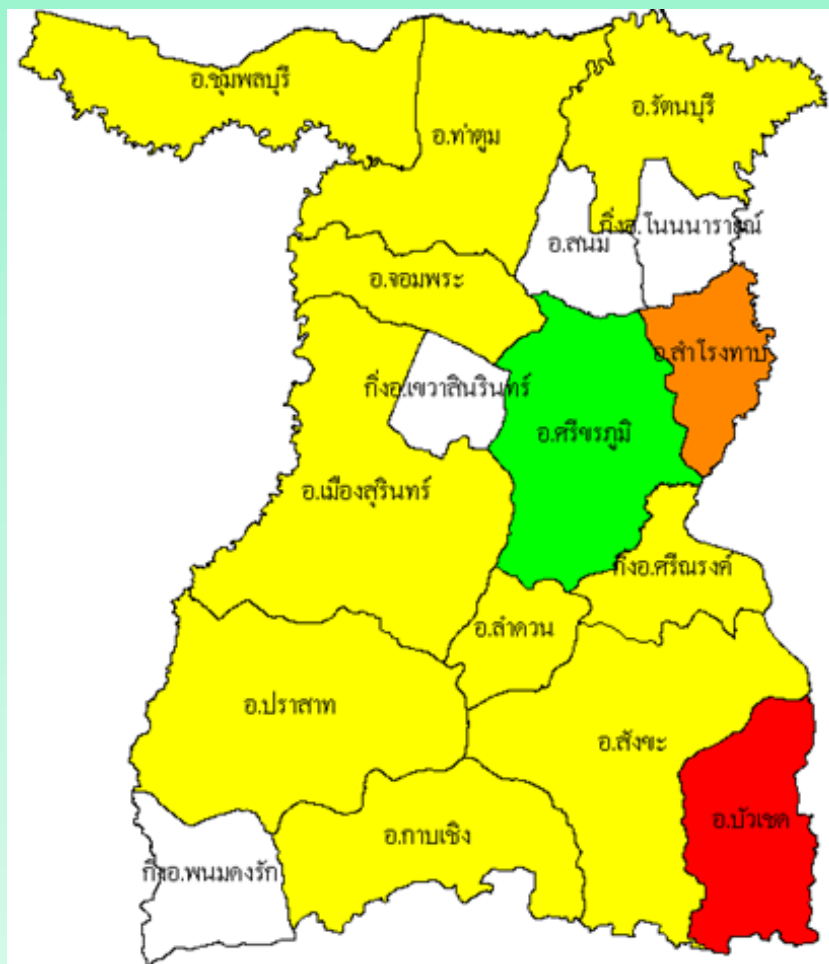 อ.ชุมพลบุรี
อ.รัตนบุรี
อ.ท่าตูม
กิ่งอ.โนนนารายณ์
อ.สนม
อ.จอมพระ
อ.สำโรงทาบ
กิ่งอ.เขวาสินรินทร์
อ.ศรีขรภูมิ
อ.เมืองสุรินทร์
กิ่งอ.ศรีณรงค์
อ.ลำดวน
อ.ปราสาท
อ.สังขะ
อ.บัวเชด
อ.กาบเชิง
กิ่งอ.พนมดงรัก